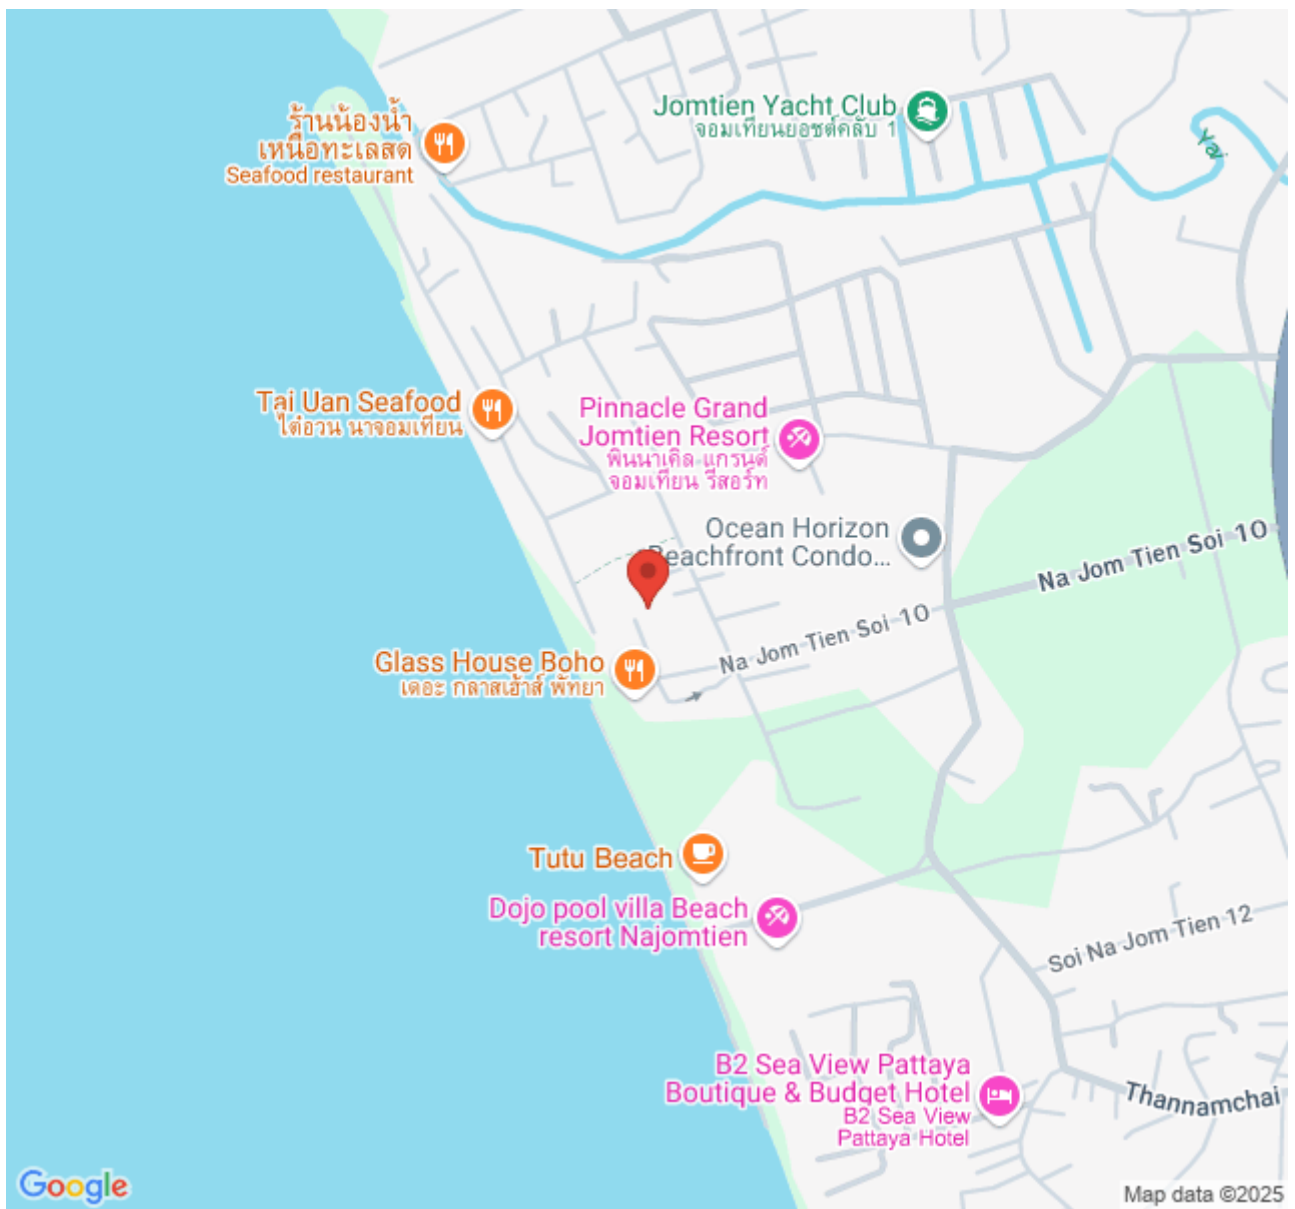 Jomtien Yacht Club
จอมเทียนยอชต์คลับ 1
ร้านน้องน้ำ
เหนือทะเลสด
Seafood restaurant
Yai
Tai Uan Seafood
ไต๋อวน นาจอมเทียน
Pinnacle Grand
Jomtien Resort
พินนาเคิล แกรนด์
จอมเทียน รีสอร์ท
Ocean Horizon
Beachfront Condo...
Na Jom Tien Soi 10
Na Jom Tien Soi 10
Glass House Boho
เดอะ กลาสเฮ้าส์ พัทยา
Tutu Beach
Dojo pool villa Beach
resort Najomtien
Soi Na Jom Tien 12
B2 Sea View Pattaya
Boutique & Budget Hotel
B2 Sea View
Pattaya Hotel
Thannamchai
Google
Map data ©2025